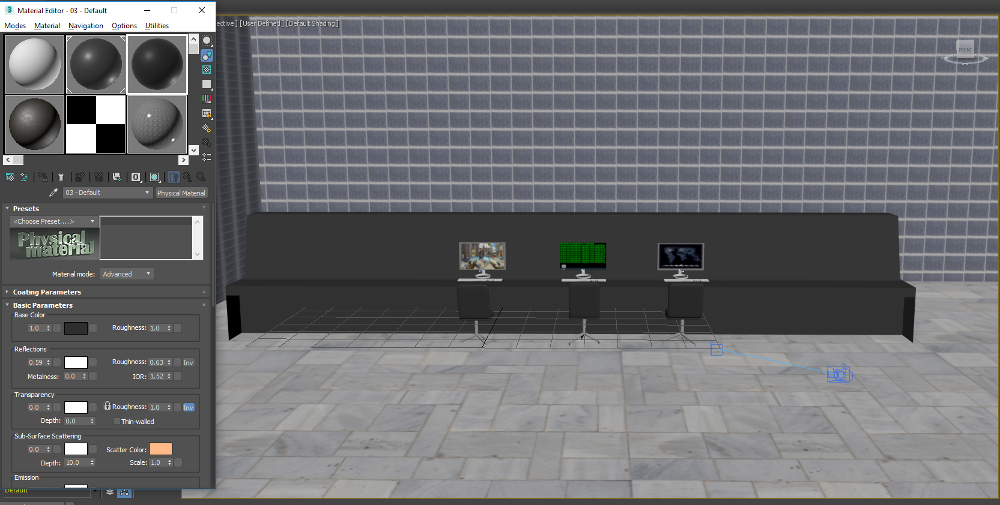 Material Editor - 03 - Default
Modes Material Navigation Options Utilities
ective ] [User Defined ] [Default Shading ]
FRONT
0
03 - Default
Physical Material
Presets
<Choose Preset....>
Physical
material
Material mode: Advanced
Coating Parameters
Basic Parameters
Base Color
1.0 Roughness: 1.0
Reflections
0.59 Roughness: 0.63 Inv
Metalness: 0.0 IOR: 1.52
Transparency
0.0 Roughness: 1.0 Inv
Depth: 0.0 Thin-walled
Sub-Surface Scattering
0.0 Scatter Color:
Depth: 10.0 Scale: 1.0
Emission
Default